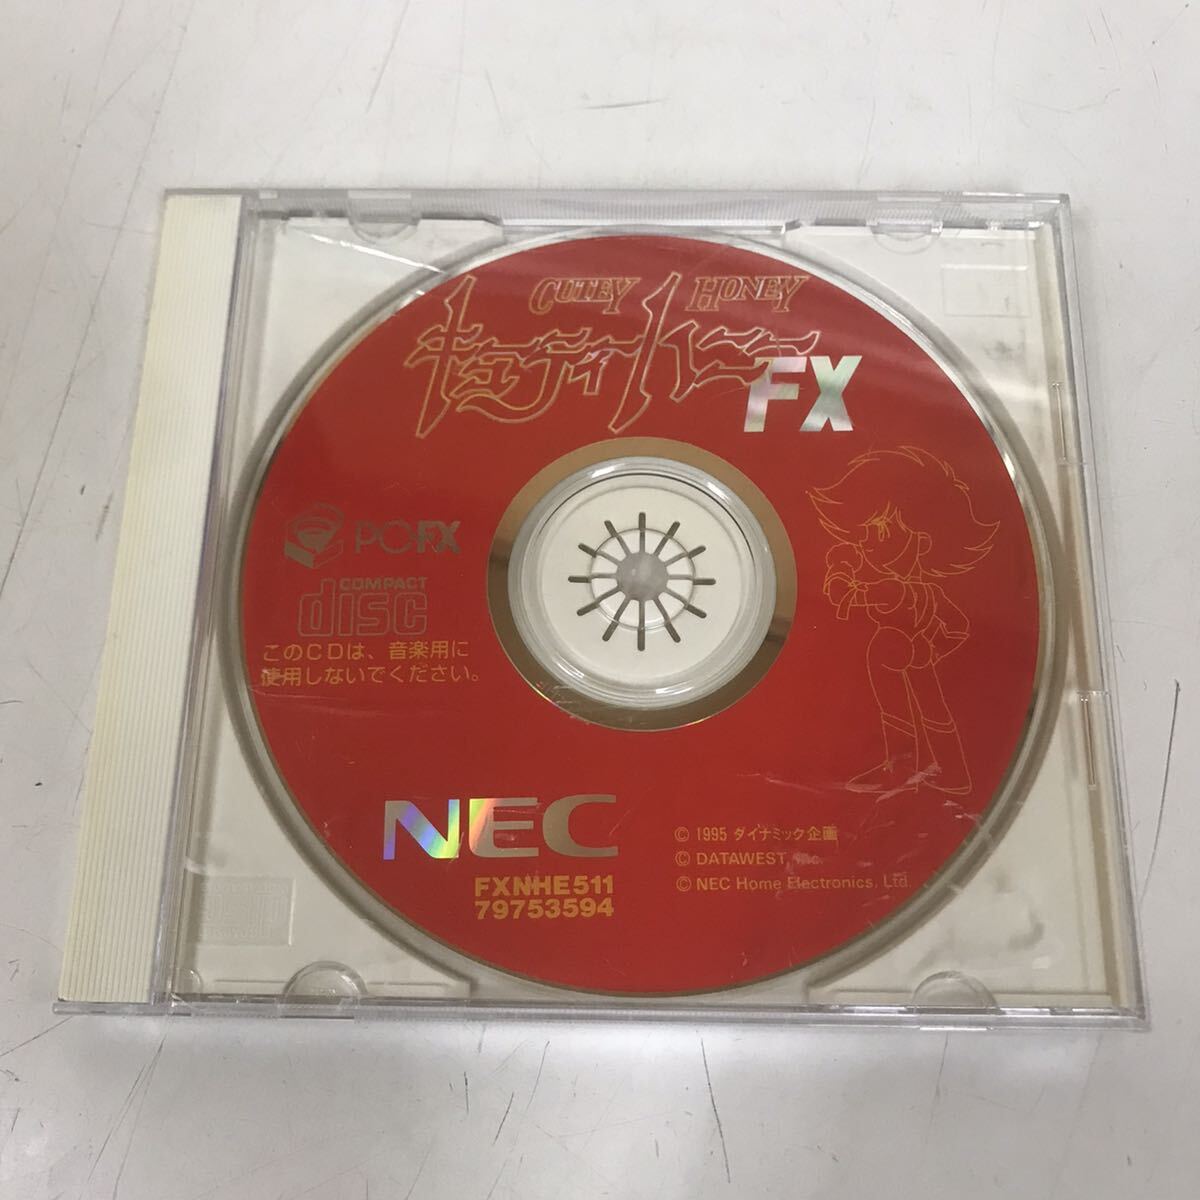 CUTEY HONEY
キューティーハニー FX
PC-FX
COMPACT
disc
このCDは、音楽用に
使用しないでください。
NEC
FXNHE511
79753594
© 1995 ダイナミック企画
© DATAWEST, Inc.
© NEC Home Electronics, Ltd.